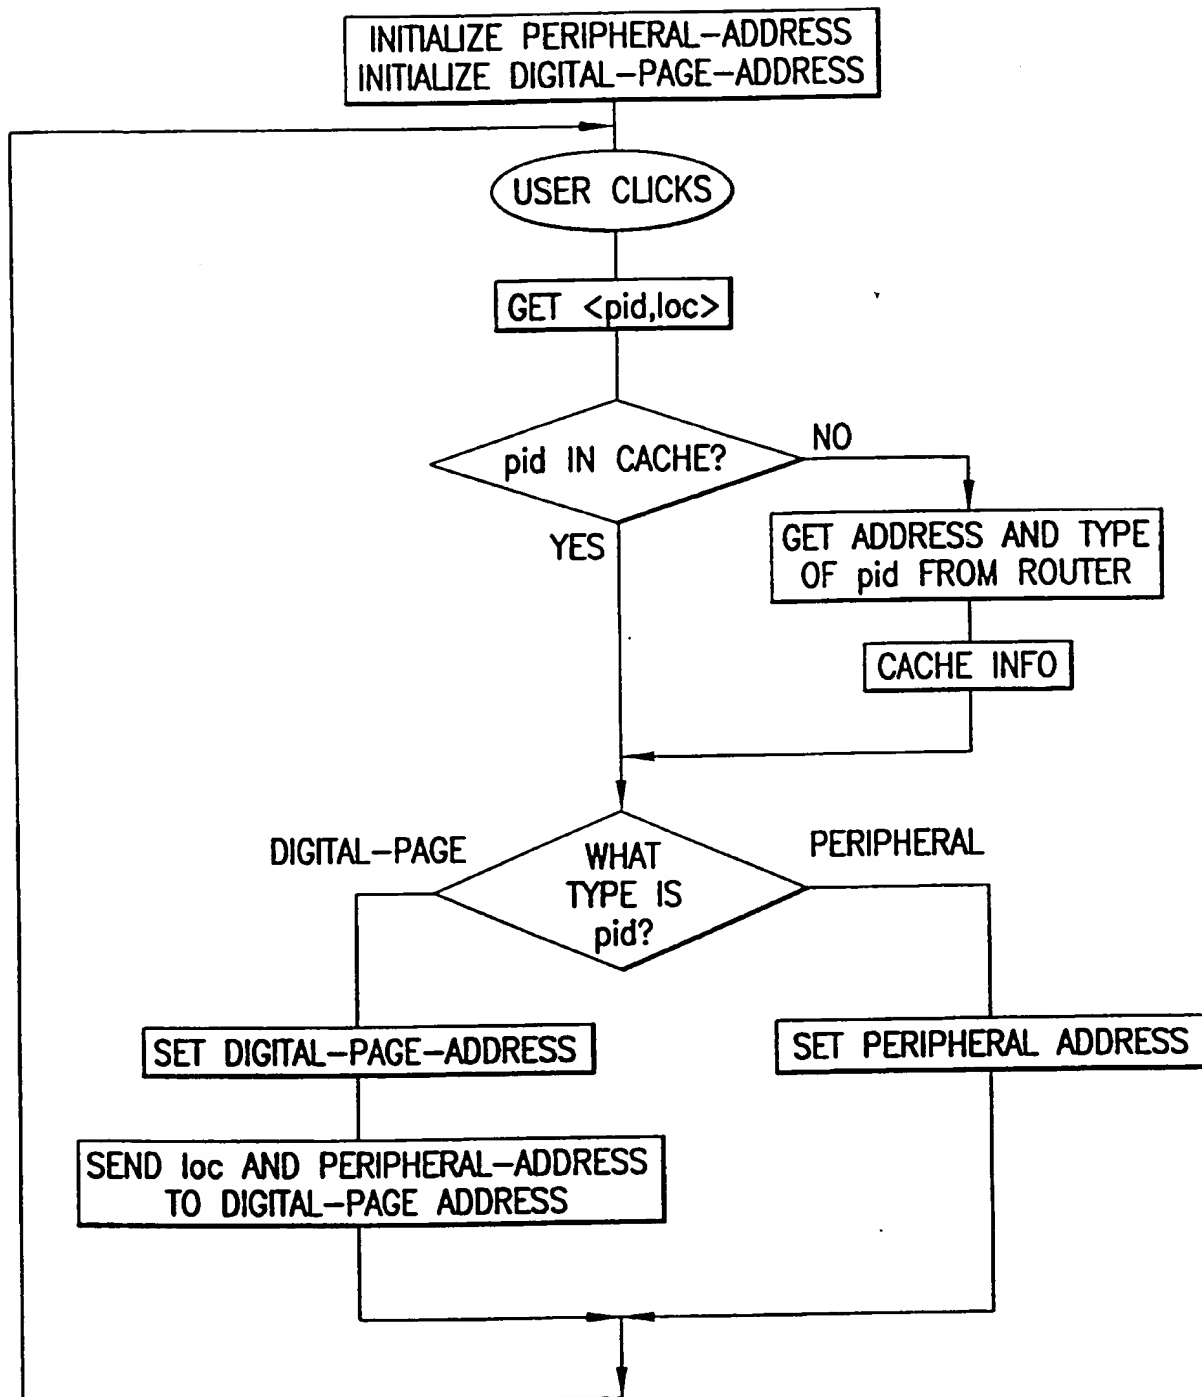 INITIALIZE PERIPHERAL-ADDRESS
INITIALIZE DIGITAL-PAGE-ADDRESS
USER CLICKS
GET <pid,loc>
pid IN CACHE?
NO
YES
GET ADDRESS AND TYPE
OF pid FROM ROUTER
CACHE INFO
DIGITAL-PAGE
WHAT
TYPE IS
pid?
PERIPHERAL
SET DIGITAL-PAGE-ADDRESS
SET PERIPHERAL ADDRESS
SEND loc AND PERIPHERAL-ADDRESS
TO DIGITAL-PAGE ADDRESS